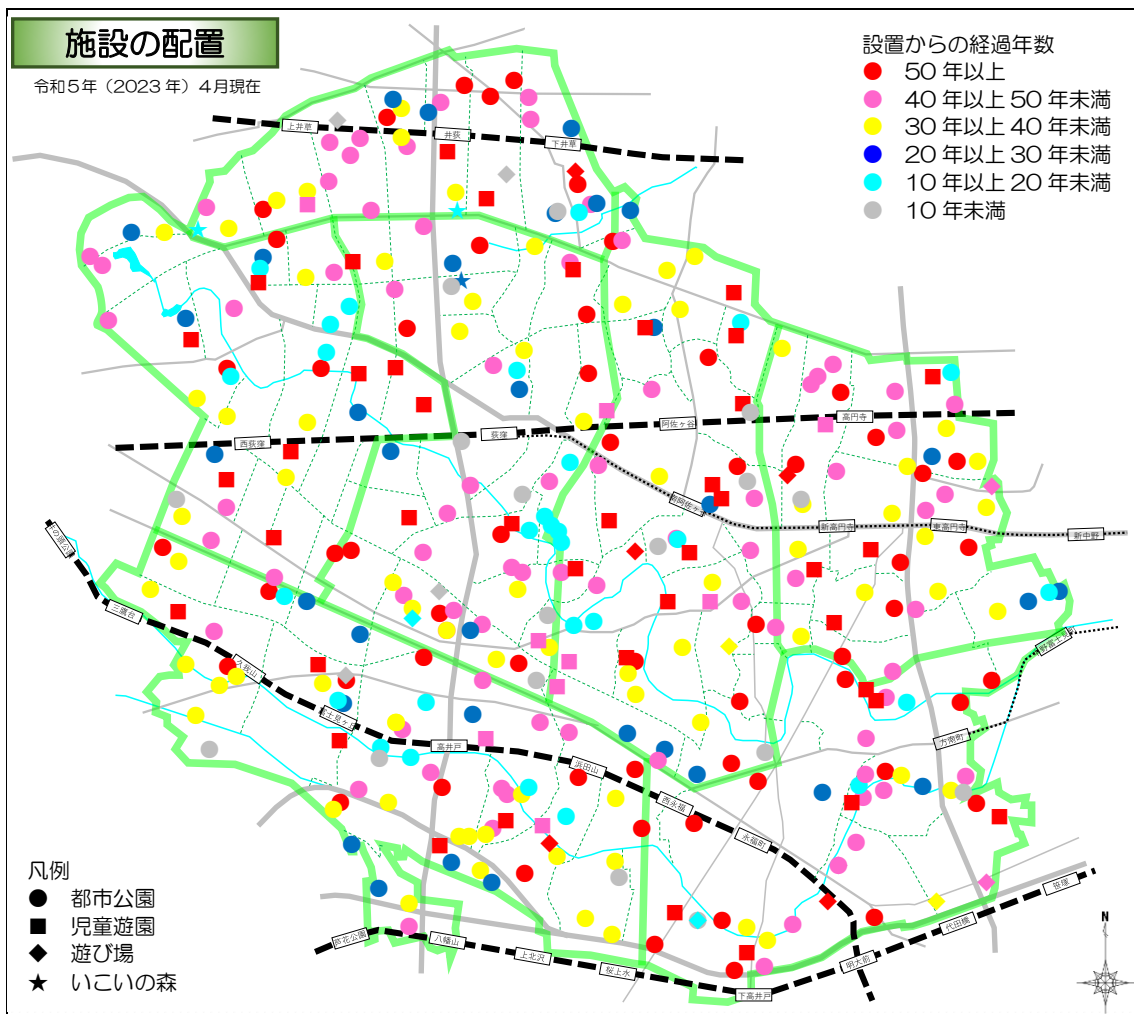 施設の配置
令和5年（2023年）4月現在
設置からの経過年数
50年以上
40年以上50年未満
30年以上40年未満
20年以上30年未満
10年以上20年未満
10年未満
上井草
井荻
下井草
西荻窪
荻窪
阿佐ヶ谷
高円寺
南阿佐ヶ
新高円寺
東高円寺
新中野
三鷹台
久我山
富士見ヶ丘
高井戸
浜田山
西永福
永福町
方南町
野富士見町
凡例
都市公園
児童遊園
遊び場
いこいの森
芦花公園
八幡山
上北沢
桜上水
下高井戸
明大前
代田橋
笹塚
N